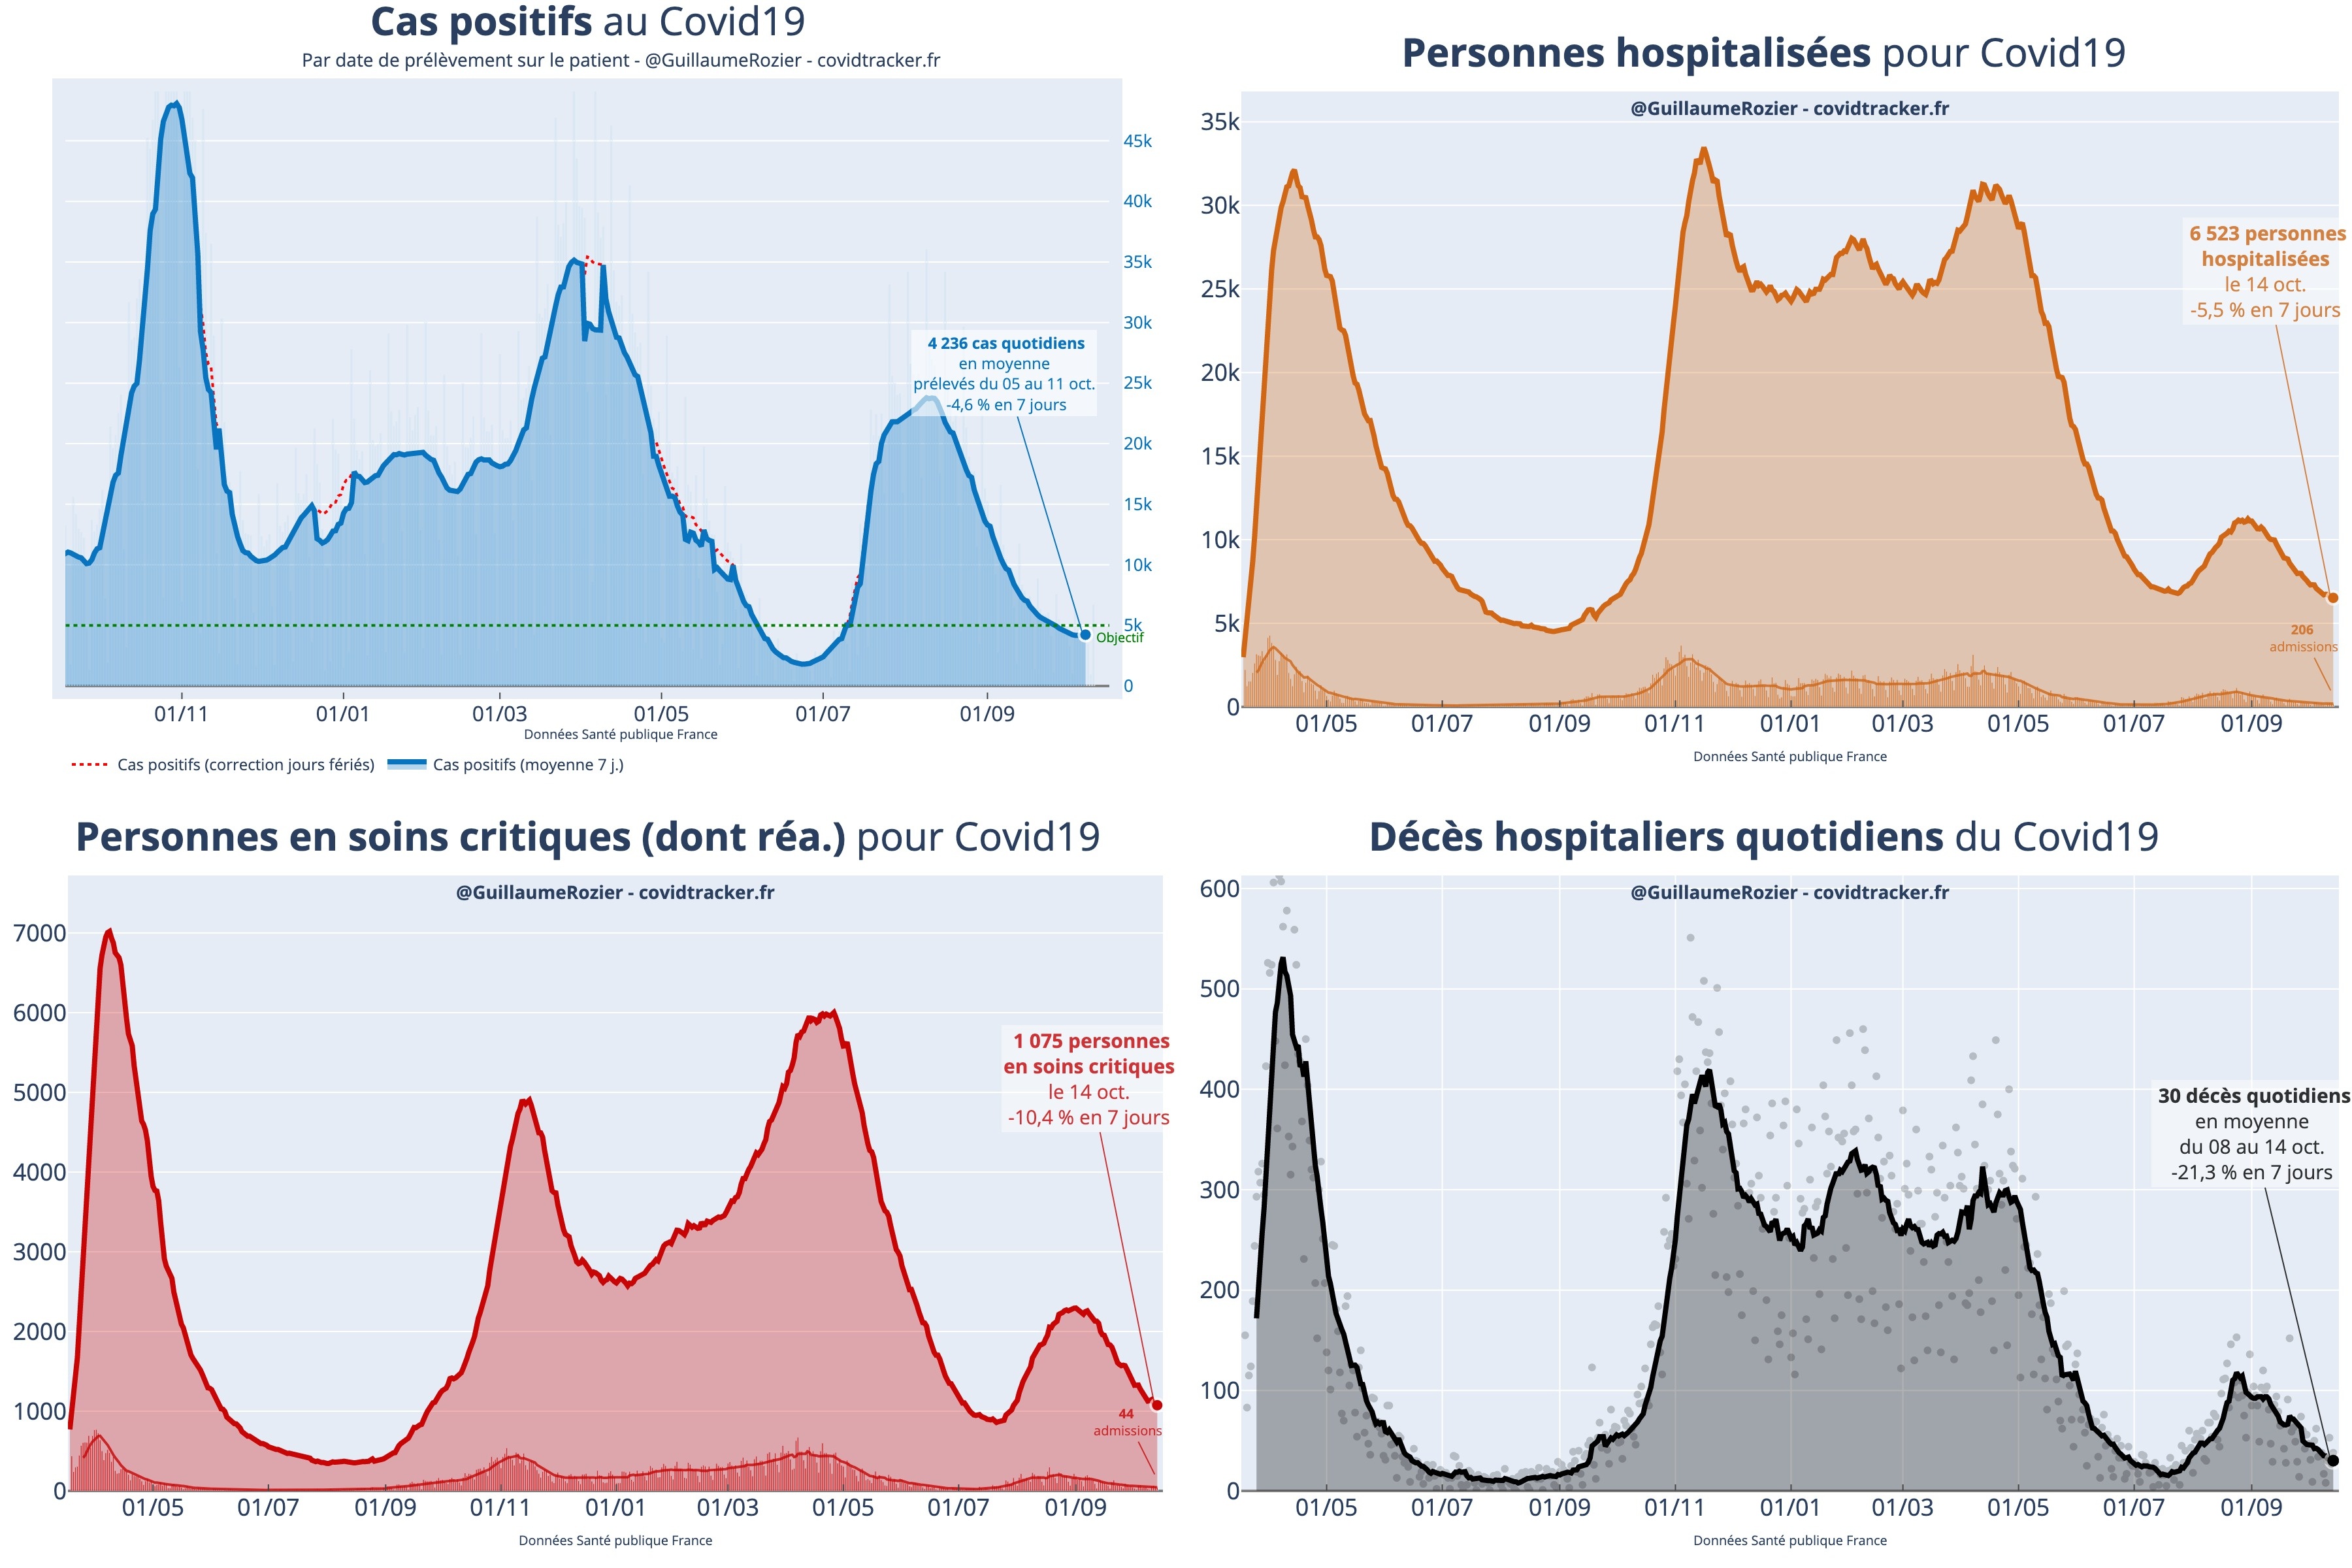 Cas positifs au Covid19
Par date de prélèvement sur le patient - @GuillaumeRozier - covidtracker.fr
45k
40k
35k
30k
25k
20k
15k
10k
5k
0
4 236 cas quotidiens
en moyenne
prélevés du 05 au 11 oct.
-4,6 % en 7 jours
Objectif
01/11 01/01 01/03 01/05 01/07 01/09
Données Santé publique France
Cas positifs (correction jours fériés) Cas positifs (moyenne 7 j.)
Personnes hospitalisées pour Covid19
@GuillaumeRozier - covidtracker.fr
35k
30k
25k
20k
15k
10k
5k
0
6 523 personnes
hospitalisées
le 14 oct.
-5,5 % en 7 jours
206
admissions
01/05 01/07 01/09 01/11 01/01 01/03 01/05 01/07 01/09
Données Santé publique France
Personnes en soins critiques (dont réa.) pour Covid19
@GuillaumeRozier - covidtracker.fr
7000
6000
5000
4000
3000
2000
1000
0
1 075 personnes
en soins critiques
le 14 oct.
-10,4 % en 7 jours
44
admissions
01/05 01/07 01/09 01/11 01/01 01/03 01/05 01/07 01/09
Données Santé publique France
Décès hospitaliers quotidiens du Covid19
@GuillaumeRozier - covidtracker.fr
600
500
400
300
200
100
0
30 décès quotidiens
en moyenne
du 08 au 14 oct.
-21,3 % en 7 jours
01/05 01/07 01/09 01/11 01/01 01/03 01/05 01/07 01/09
Données Santé publique France